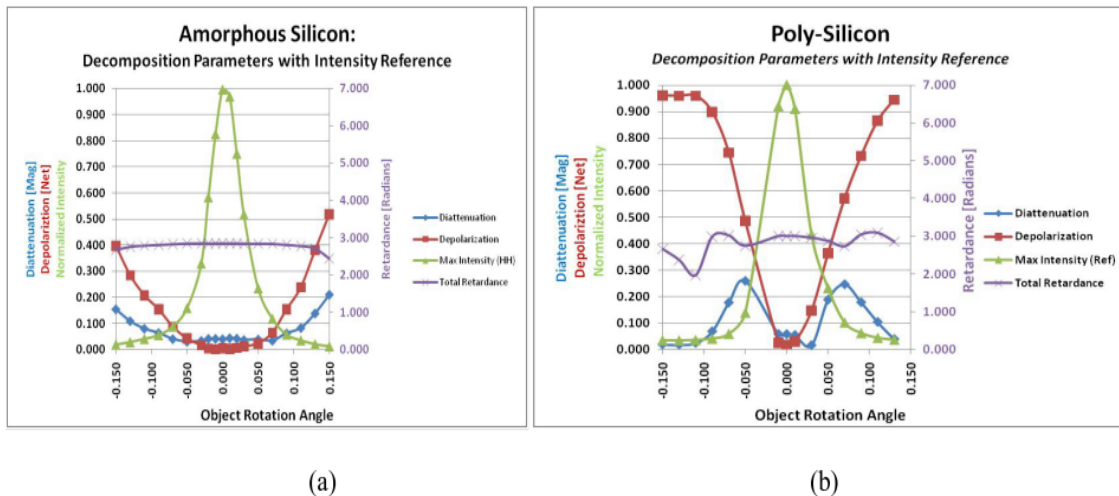 Amorphous Silicon:
Decomposition Parameters with Intensity Reference
Diattenuation [Mag]
Depolariztion [Net]
Normalized Intensity
1.000
0.900
0.800
0.700
0.600
0.500
0.400
0.300
0.200
0.100
0.000
7.000
6.000
5.000
4.000
3.000
2.000
1.000
0.000
Retardance [Radians]
-0.150
-0.100
-0.050
0.000
0.050
0.100
0.150
Object Rotation Angle
Diattenuation
Depolarization
Max Intensity (HH)
Total Retardance
(a)
Poly-Silicon
Decomposition Parameters with Intensity Reference
Diattenuation [Mag]
Depolariztion [Net]
Normalized Intensity
1.000
0.900
0.800
0.700
0.600
0.500
0.400
0.300
0.200
0.100
0.000
7.000
6.000
5.000
4.000
3.000
2.000
1.000
0.000
Retardance [Radians]
-0.150
-0.100
-0.050
0.000
0.050
0.100
0.150
Object Rotation Angle
Diattenuation
Depolarization
Max Intensity (Ref)
Total Retardance
(b)